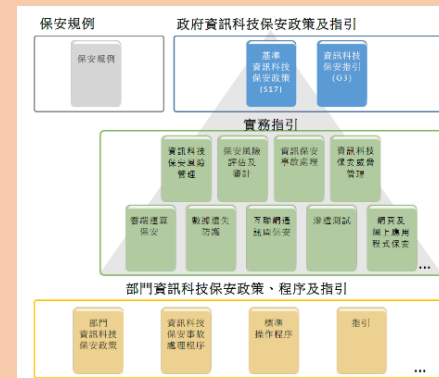 保安規例
政府資訊科技保安政策及指引
保安規例
基準
資訊科技
保安政策
(S17)
資訊科技
保安指引
(G3)
實務指引
資訊科技
保安風險
管理
保安風險
評估及
審計
資訊保安
事故處理
資訊科技
保安威脅
管理
雲端運算
保安
數據遺失
防護
互聯網通
訊閘保安
滲透測試
網頁及
網上應用
程式保安
...
部門資訊科技保安政策、程序及指引
部門
資訊科技
保安政策
資訊科技
保安事故
處理程序
標準
操作程序
指引
...